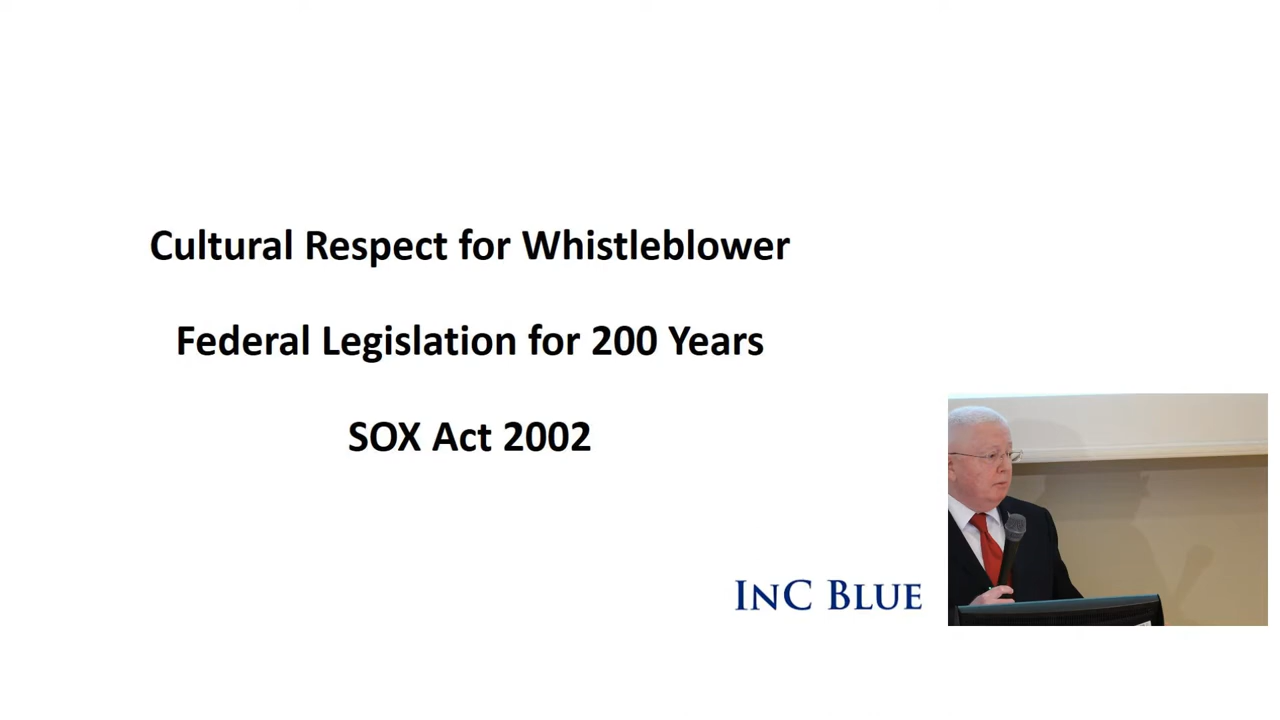 Cultural Respect for Whistleblower
Federal Legislation for 200 Years
SOX Act 2002
InC Blue